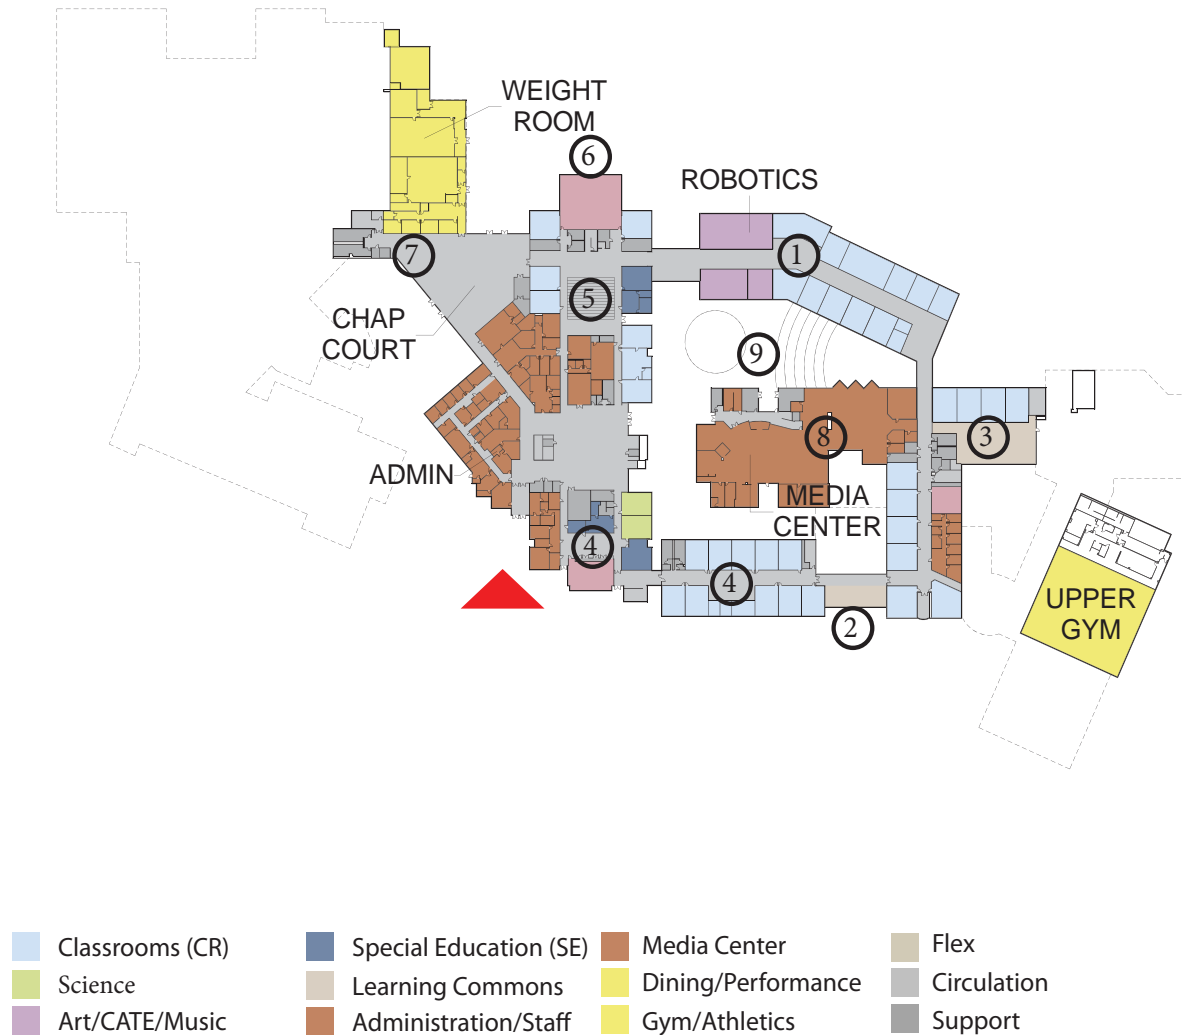 WEIGHT
ROOM
6
ROBOTICS
7
1
5
CHAP
COURT
9
3
8
ADMIN
MEDIA
CENTER
4
4
2
UPPER
GYM
Classrooms (CR)
Science
Art/CATE/Music
Special Education (SE)
Learning Commons
Administration/Staff
Media Center
Dining/Performance
Gym/Athletics
Flex
Circulation
Support